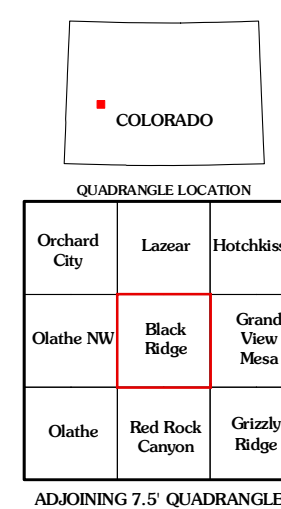 COLORADO
QUADRANGLE LOCATION
Orchard
City
Lazear
Hotchkiss
Olathe NW
Black
Ridge
Grand
View
Mesa
Olathe
Red Rock
Canyon
Grizzly
Ridge
ADJOINING 7.5' QUADRANGLE